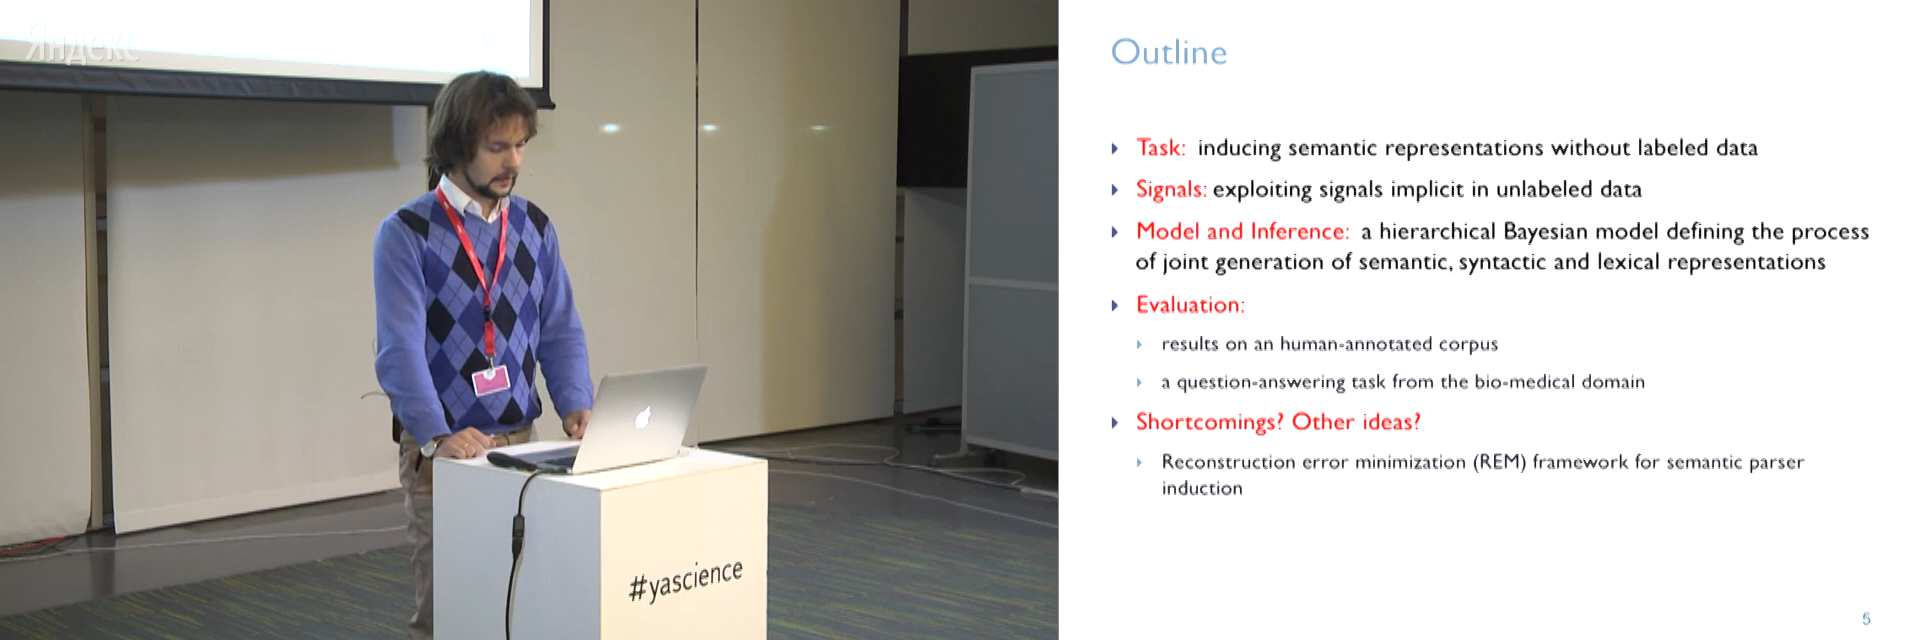 Яндекс
#yascience
Outline
Task: inducing semantic representations without labeled data
Signals: exploiting signals implicit in unlabeled data
Model and Inference: a hierarchical Bayesian model defining the process
of joint generation of semantic, syntactic and lexical representations
Evaluation:
results on an human-annotated corpus
a question-answering task from the bio-medical domain
Shortcomings? Other ideas?
Reconstruction error minimization (REM) framework for semantic parser
induction
5